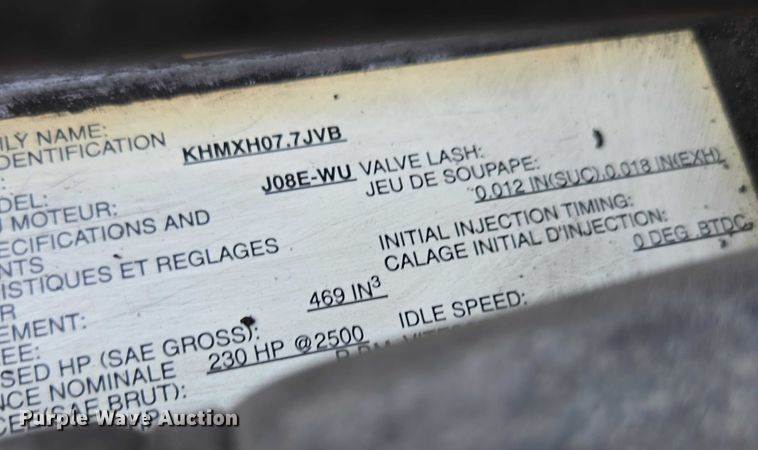 ILY NAME:
DENTIFICATION KHMXH07.7JVB
DEL: J08E-WU VALVE LASH:
MOTEUR: JEU DE SOUPAPE: 0.012 IN(SUC).0.018 IN(EXH)
ECIFICATIONS AND
NTS INITIAL INJECTION TIMING:
ISTIQUES ET REGLAGES CALAGE INITIAL D'INJECTION: 0 DEG .BTDC
R
EMENT: 469 IN³
EE: IDLE SPEED:
SED HP (SAE GROSS): 230 HP @2500
NCE NOMINALE
BRUT):
Purple Wave Auction